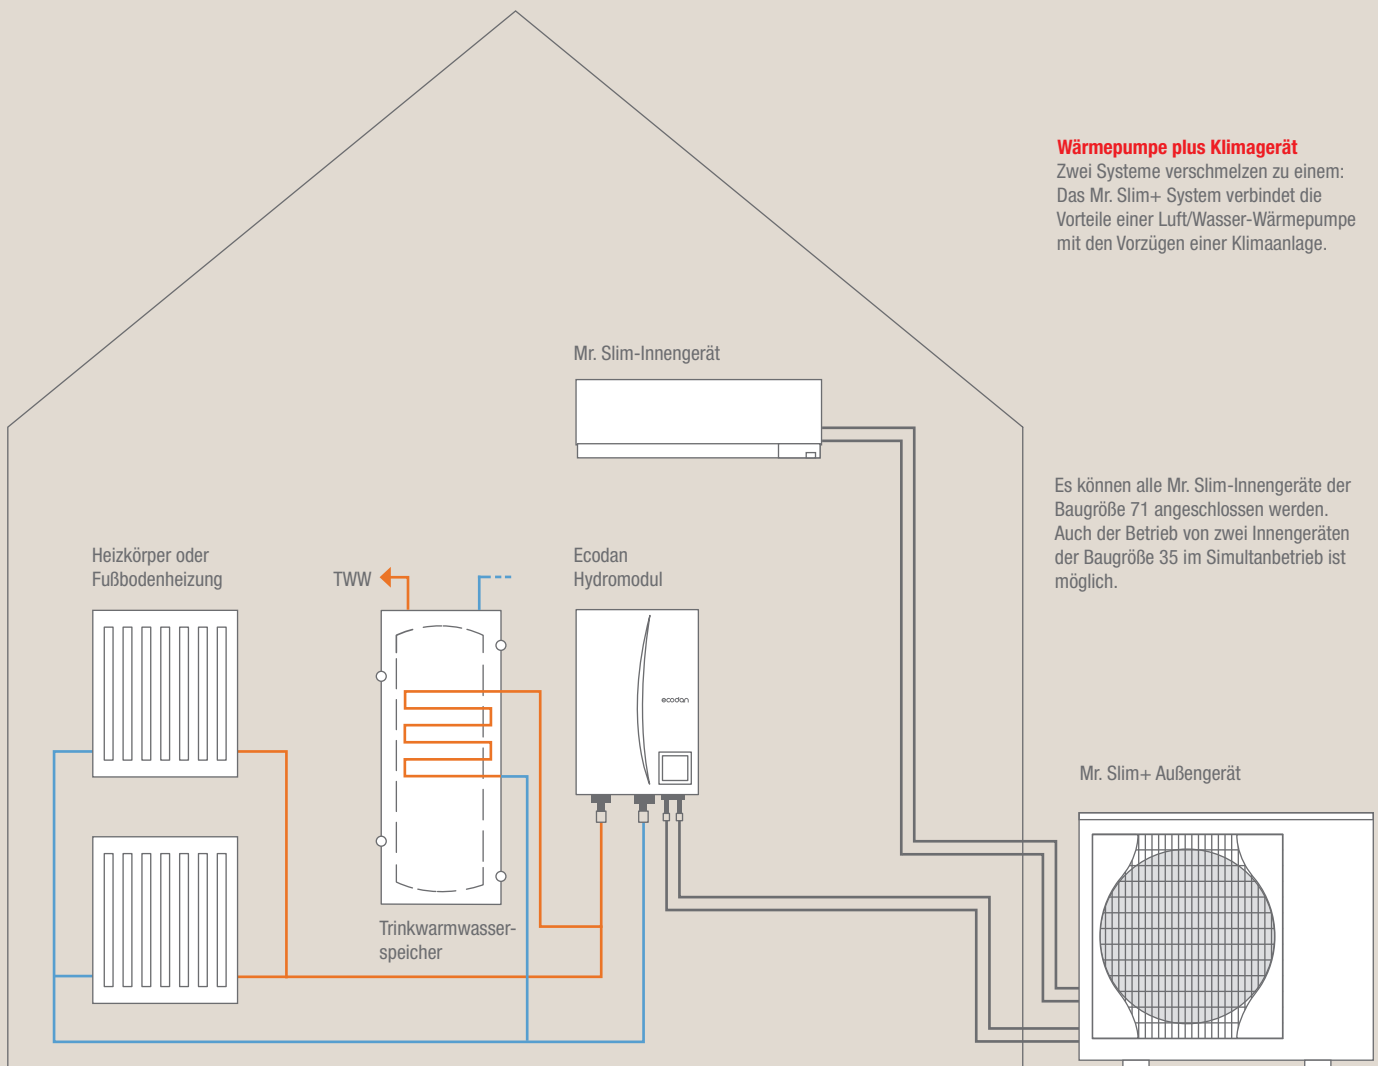 Wärmepumpe plus Klimagerät
Zwei Systeme verschmelzen zu einem:
Das Mr. Slim+ System verbindet die
Vorteile einer Luft/Wasser-Wärmepumpe
mit den Vorzügen einer Klimaanlage.
Mr. Slim-Innengerät
Es können alle Mr. Slim-Innengeräte der
Baugröße 71 angeschlossen werden.
Auch der Betrieb von zwei Innengeräten
der Baugröße 35 im Simultanbetrieb ist
möglich.
Heizkörper oder
Fußbodenheizung
TWW
Ecodan
Hydromodul
ecodan
Mr. Slim+ Außengerät
Trinkwarmwasser-
speicher